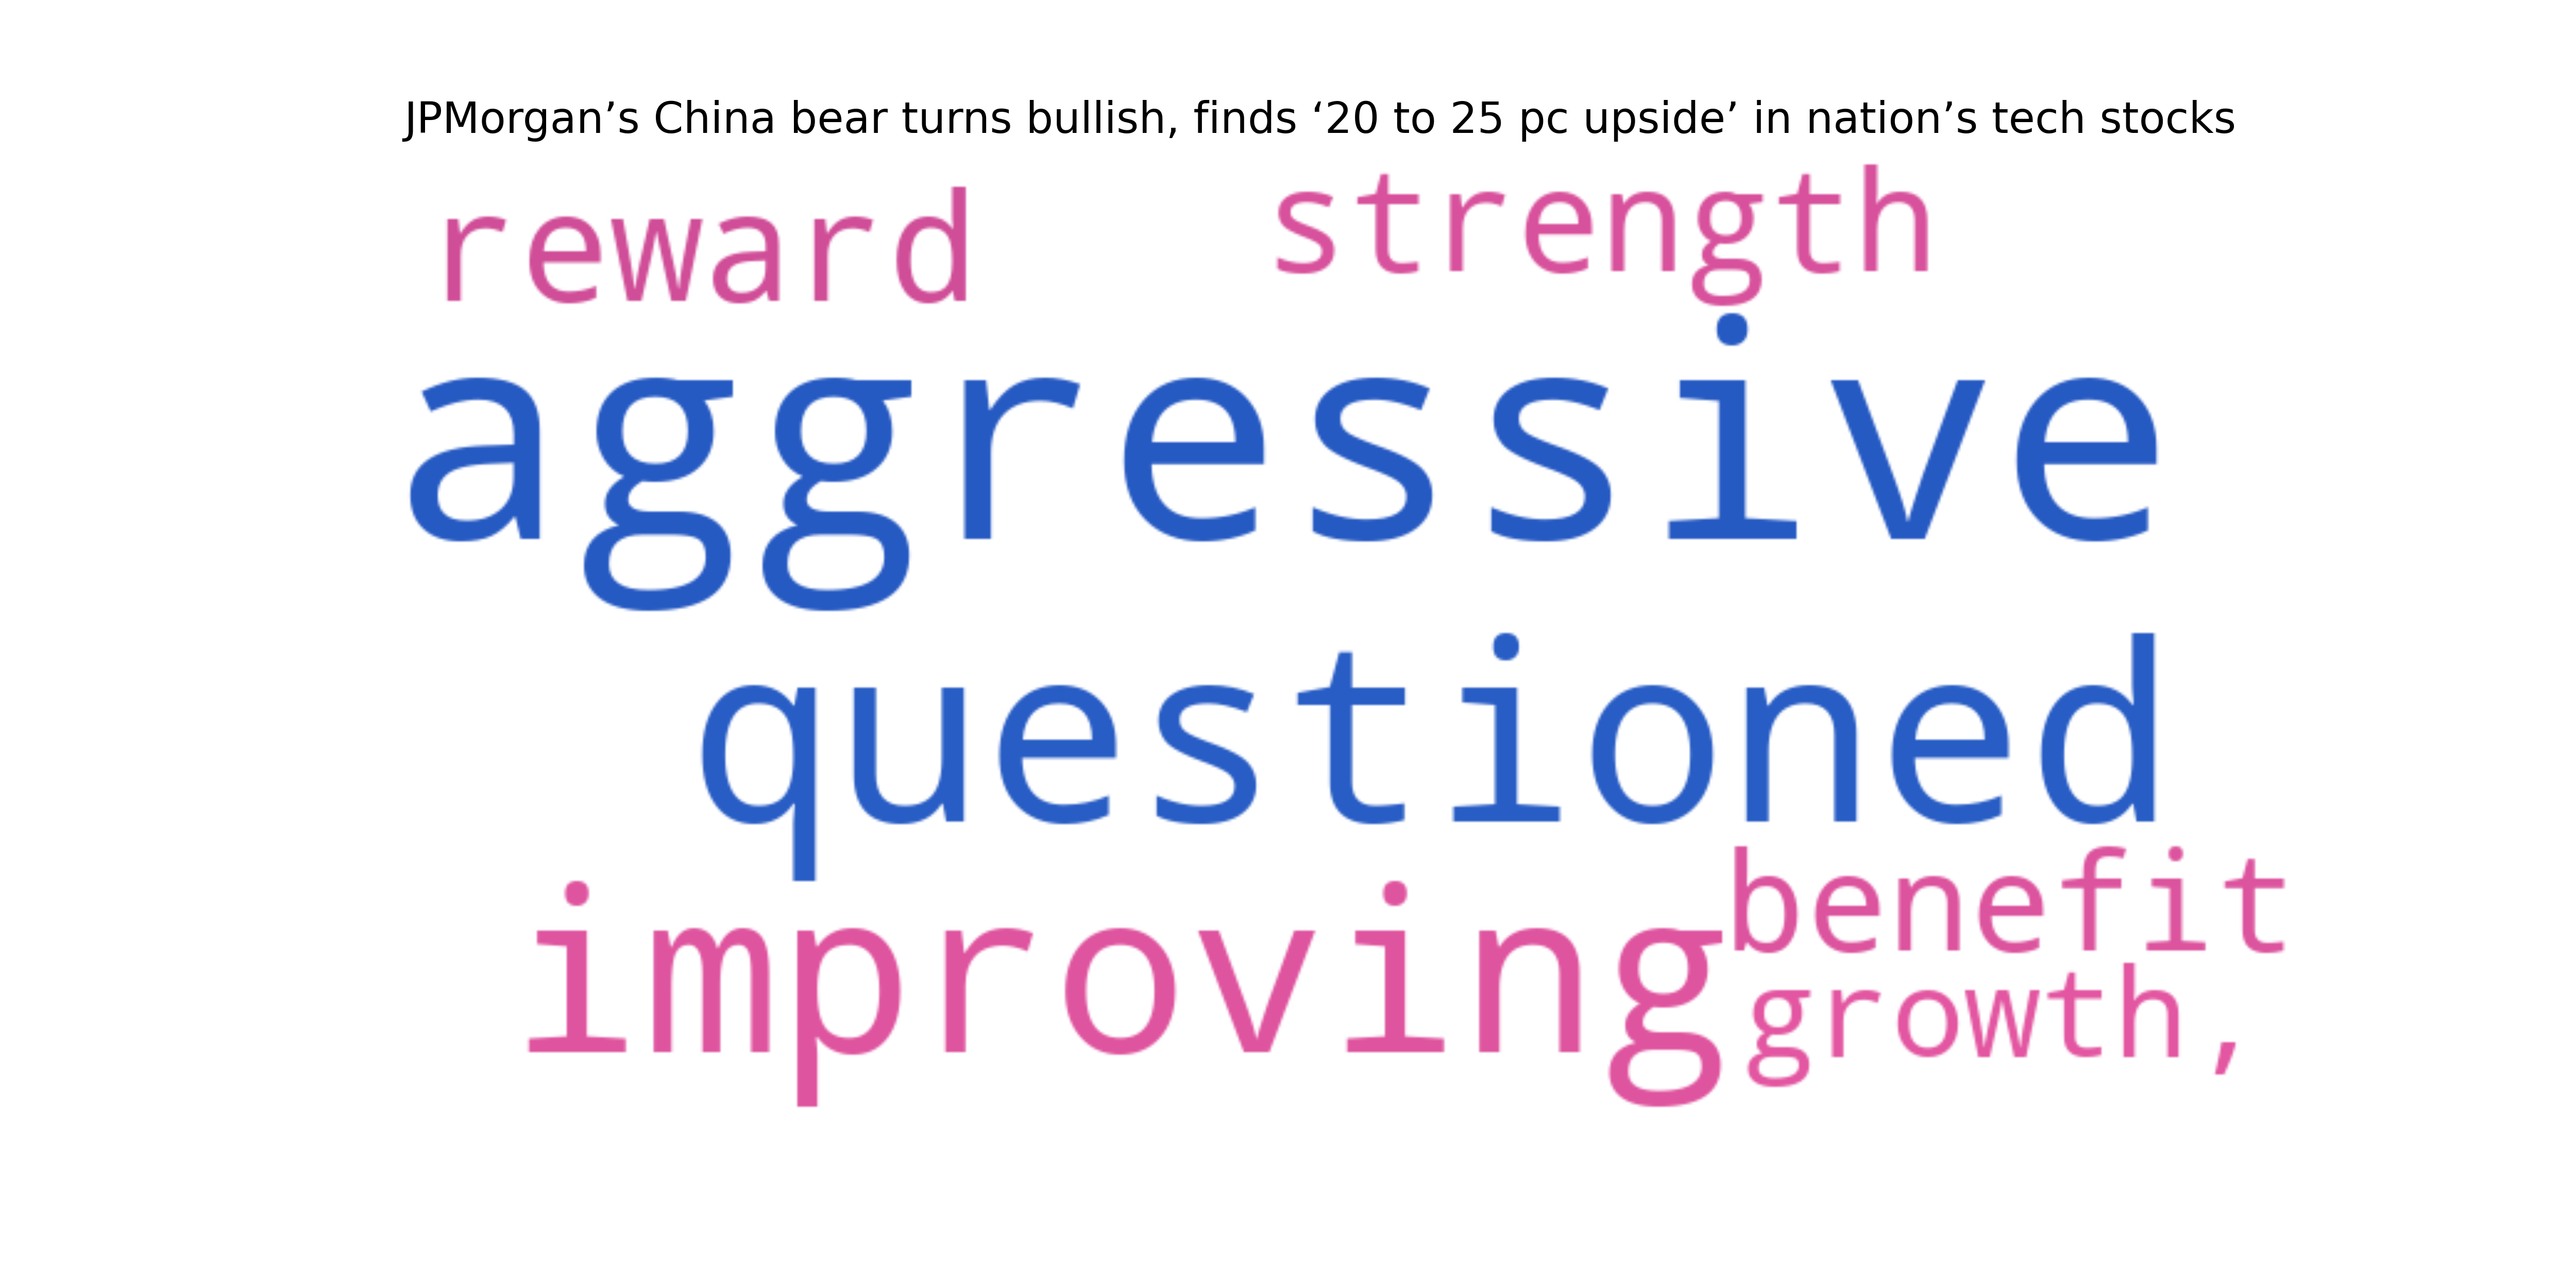 JPMorgan’s China bear turns bullish, finds ‘20 to 25 pc upside’ in nation’s tech stocks
reward strength
aggressive
questioned
improving benefit
growth,